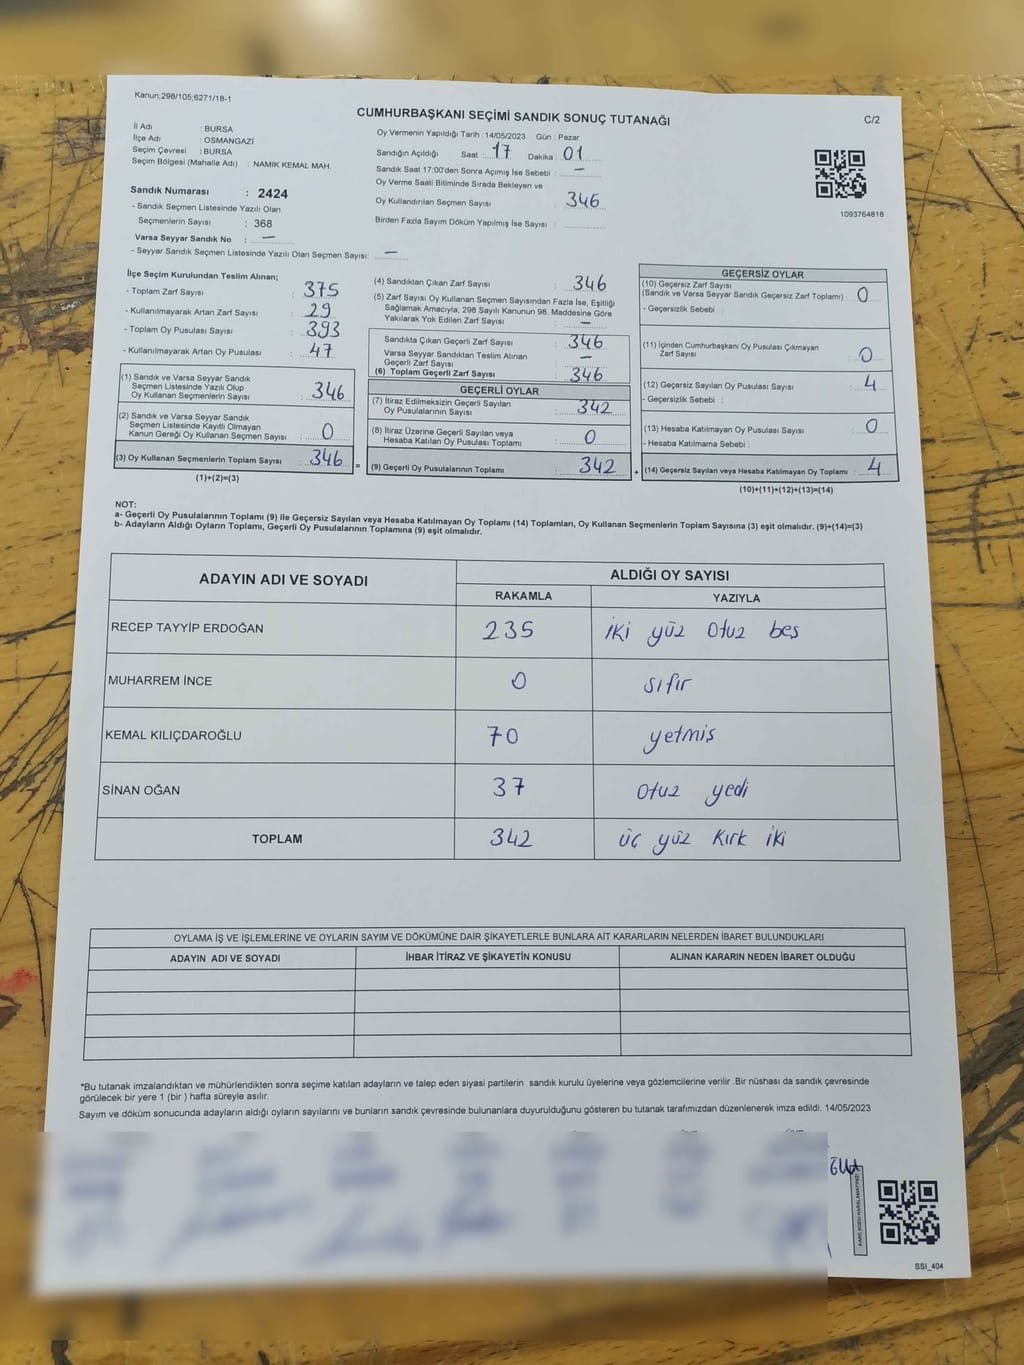 Kanun;298/105;6271/18-1
CUMHURBAŞKANI SEÇİMİ SANDIK SONUÇ TUTANAĞI
C/2
İl Adı : BURSA
İlçe Adı : OSMANGAZİ
Seçim Çevresi : BURSA
Seçim Bölgesi (Mahalle Adı) : NAMIK KEMAL MAH.
Sandık Numarası : 2424
- Sandık Seçmen Listesinde Yazılı Olan
Seçmenlerin Sayısı : 368
Varsa Seyyar Sandık No : –
- Seyyar Sandık Seçmen Listesinde Yazılı Olan Seçmen Sayısı: –
Oy Vermenin Yapıldığı Tarih :14/05/2023 Gün : Pazar
Sandığın Açıldığı Saat : 17 Dakika : 01
Sandık Saat 17:00'den Sonra Açımış İse Sebebi : –
Oy Verme Saati Bitiminde Sırada Bekleyen ve
Oy Kullandırılan Seçmen Sayısı : 346
Birden Fazla Sayım Döküm Yapılmış İse Sayısı :
1093764818
İlçe Seçim Kurulundan Teslim Alınan;
- Toplam Zarf Sayısı : 375
- Kullanılmayarak Artan Zarf Sayısı : 29
- Toplam Oy Pusulası Sayısı : 393
- Kullanılmayarak Artan Oy Pusulası : 47
(1) Sandık ve Varsa Seyyar Sandık
Seçmen Listesinde Yazılı Olup
Oy Kullanan Seçmenlerin Sayısı : 346
(2) Sandık ve Varsa Seyyar Sandık
Seçmen Listesinde Kayıtlı Olmayan
Kanun Gereği Oy Kullanan Seçmen Sayısı : 0
(3) Oy Kullanan Seçmenlerin Toplam Sayısı : 346
(1)+(2)=(3)
=
(4) Sandıktan Çıkan Zarf Sayısı : 346
(5) Zarf Sayısı Oy Kullanan Seçmen Sayısından Fazla İse, Eşitliği
Sağlamak Amacıyla; 298 Sayılı Kanunun 98. Maddesine Göre
Yakılarak Yok Edilen Zarf Sayısı : –
Sandıkta Çıkan Geçerli Zarf Sayısı : 346
Varsa Seyyar Sandıktan Teslim Alınan
Geçerli Zarf Sayısı : –
(6) Toplam Geçerli Zarf Sayısı : 346
GEÇERLİ OYLAR
(7) İtiraz Edilmeksizin Geçerli Sayılan
Oy Pusulalarının Sayısı : 342
(8) İtiraz Üzerine Geçerli Sayılan veya
Hesaba Katılan Oy Pusulası Toplamı : 0
(9) Geçerli Oy Pusulalarının Toplamı : 342
+
GEÇERSİZ OYLAR
(10) Geçersiz Zarf Sayısı
(Sandık ve Varsa Seyyar Sandık Geçersiz Zarf Toplamı) : 0
- Geçersizlik Sebebi :
(11) İçinden Cumhurbaşkanı Oy Pusulası Çıkmayan
Zarf Sayısı : 0
(12) Geçersiz Sayılan Oy Pusulası Sayısı : 4
- Geçersizlik Sebebi :
(13) Hesaba Katılmayan Oy Pusulası Sayısı : 0
- Hesaba Katılmama Sebebi :
(14) Geçersiz Sayılan veya Hesaba Katılmayan Oy Toplamı : 4
(10)+(11)+(12)+(13)=(14)
NOT:
a- Geçerli Oy Pusulalarının Toplamı (9) ile Geçersiz Sayılan veya Hesaba Katılmayan Oy Toplamı (14) Toplamları, Oy Kullanan Seçmenlerin Toplam Sayısına (3) eşit olmalıdır. (9)+(14)=(3)
b- Adayların Aldığı Oyların Toplamı, Geçerli Oy Pusulalarının Toplamına (9) eşit olmalıdır.
ADAYIN ADI VE SOYADI
ALDIĞI OY SAYISI
RAKAMLA YAZIYLA
RECEP TAYYİP ERDOĞAN 235 iki yüz Otuz bes
MUHARREM İNCE 0 sıfır
KEMAL KILIÇDAROĞLU 70 yetmiş
SİNAN OĞAN 37 Otuz yedi
TOPLAM 342 üç yüz kırk iki
OYLAMA İŞ VE İŞLEMLERİNE VE OYLARIN SAYIM VE DÖKÜMÜNE DAİR ŞİKAYETLERLE BUNLARA AİT KARARLARIN NELERDEN İBARET BULUNDUKLARI
ADAYIN ADI VE SOYADI İHBAR İTİRAZ VE ŞİKAYETİN KONUSU ALINAN KARARIN NEDEN İBARET OLDUĞU
*Bu tutanak imzalandıktan ve mühürlendikten sonra seçime katılan adayların ve talep eden siyasi partilerin sandık kurulu üyelerine veya gözlemcilerine verilir .Bir nüshası da sandık çevresinde
görülecek bir yere 1 (bir ) hafta süreyle asılır.
Sayım ve döküm sonucunda adayların aldığı oyların sayılarını ve bunların sandık çevresinde bulunanlara duyurulduğunu gösteren bu tutanak tarafımızdan düzenlenerek imza edildi. 14/05/2023
KARE KODU KARALAMAYINIZ!
SSI_404